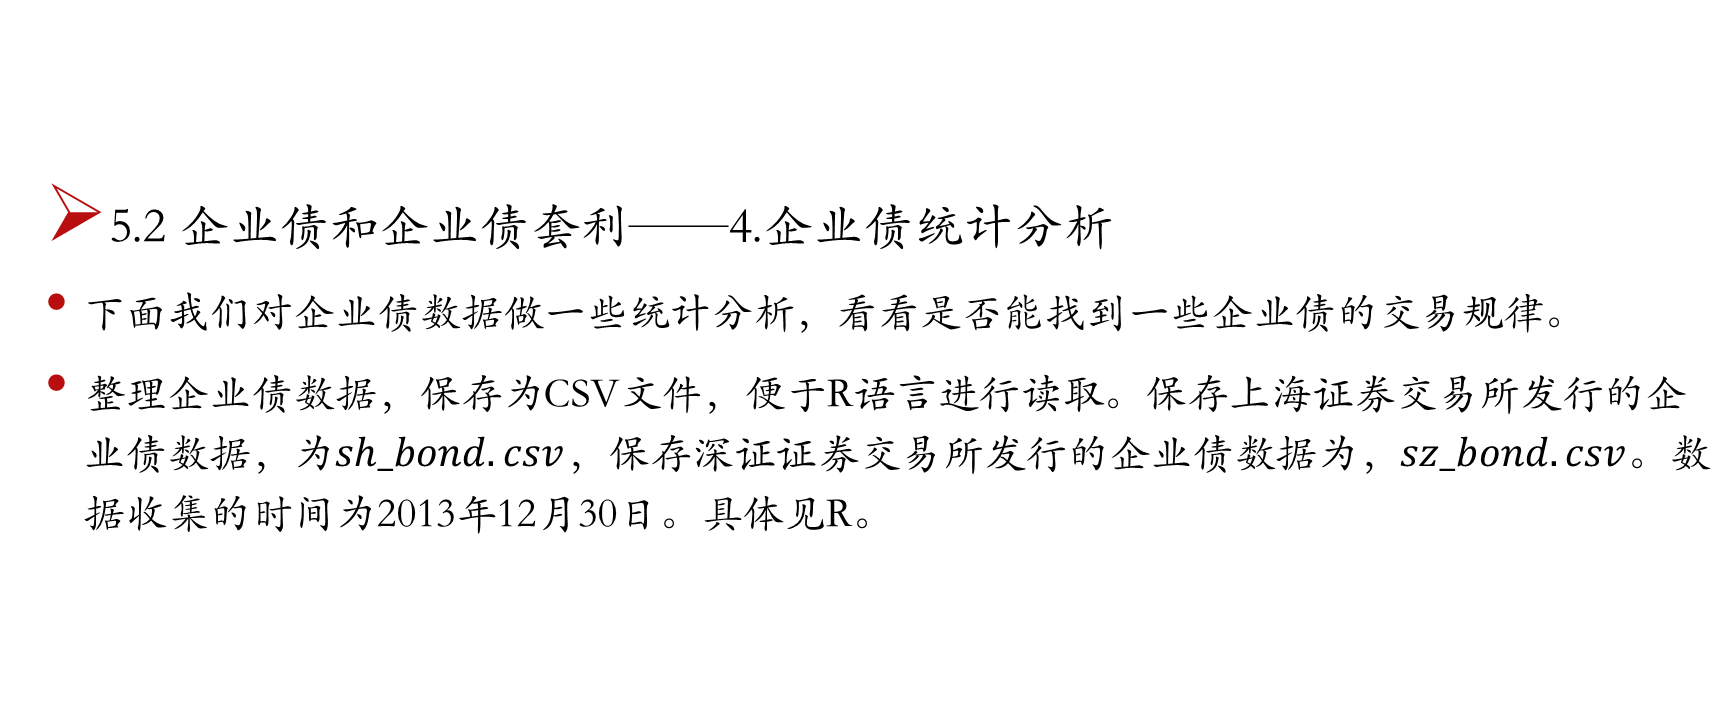 5.2 企业债和企业债套利——4.企业债统计分析
下面我们对企业债数据做一些统计分析，看看是否能找到一些企业债的交易规律。
整理企业债数据，保存为CSV文件，便于R语言进行读取。保存上海证券交易所发行的企
业债数据，为sh_bond.csv，保存深证证券交易所发行的企业债数据为，sz_bond.csv。数
据收集的时间为2013年12月30日。具体见R。